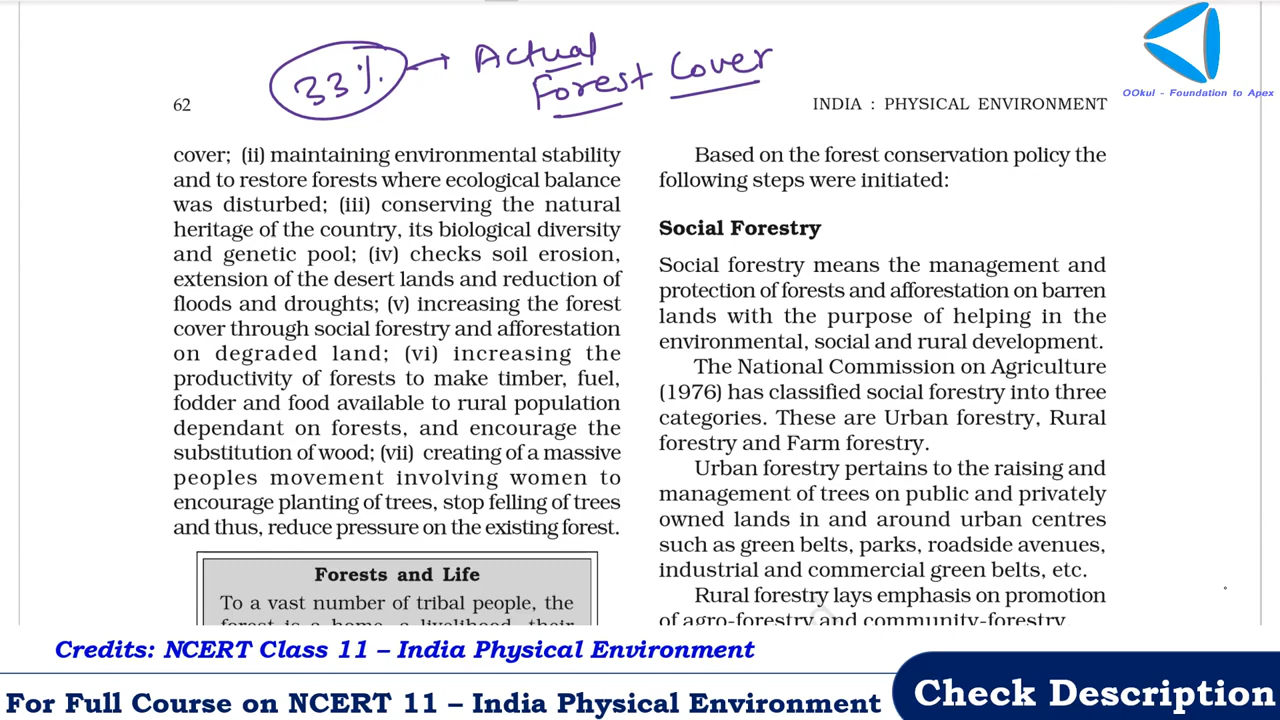 33% → Actual
Forest Cover
OOkul - Foundation to Apex
62
INDIA : PHYSICAL ENVIRONMENT
cover; (ii) maintaining environmental stability
and to restore forests where ecological balance
was disturbed; (iii) conserving the natural
heritage of the country, its biological diversity
and genetic pool; (iv) checks soil erosion,
extension of the desert lands and reduction of
floods and droughts; (v) increasing the forest
cover through social forestry and afforestation
on degraded land; (vi) increasing the
productivity of forests to make timber, fuel,
fodder and food available to rural population
dependant on forests, and encourage the
substitution of wood; (vii) creating of a massive
peoples movement involving women to
encourage planting of trees, stop felling of trees
and thus, reduce pressure on the existing forest.
Forests and Life
To a vast number of tribal people, the
forest is a home, a livelihood, their
Based on the forest conservation policy the
following steps were initiated:
Social Forestry
Social forestry means the management and
protection of forests and afforestation on barren
lands with the purpose of helping in the
environmental, social and rural development.
The National Commission on Agriculture
(1976) has classified social forestry into three
categories. These are Urban forestry, Rural
forestry and Farm forestry.
Urban forestry pertains to the raising and
management of trees on public and privately
owned lands in and around urban centres
such as green belts, parks, roadside avenues,
industrial and commercial green belts, etc.
Rural forestry lays emphasis on promotion
of agro-forestry and community-forestry
Credits: NCERT Class 11 – India Physical Environment
For Full Course on NCERT 11 – India Physical Environment
Check Description